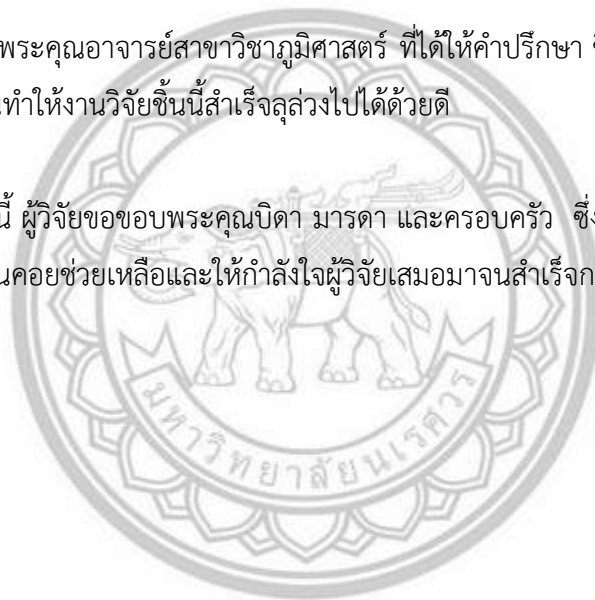 พระคุณอาจารย์สาขาวิชาภูมิศาสตร์ ที่ได้ให้คำปรึกษา
นทำให้งานวิจัยชิ้นนี้สำเร็จลุล่วงไปได้ด้วยดี
นี้ ผู้วิจัยขอขอบพระคุณบิดา มารดา และครอบครัว ซึ่ง
นคอยช่วยเหลือและให้กำลังใจผู้วิจัยเสมอมาจนสำเร็จก
มหาวิทยาลัยนเรศวร